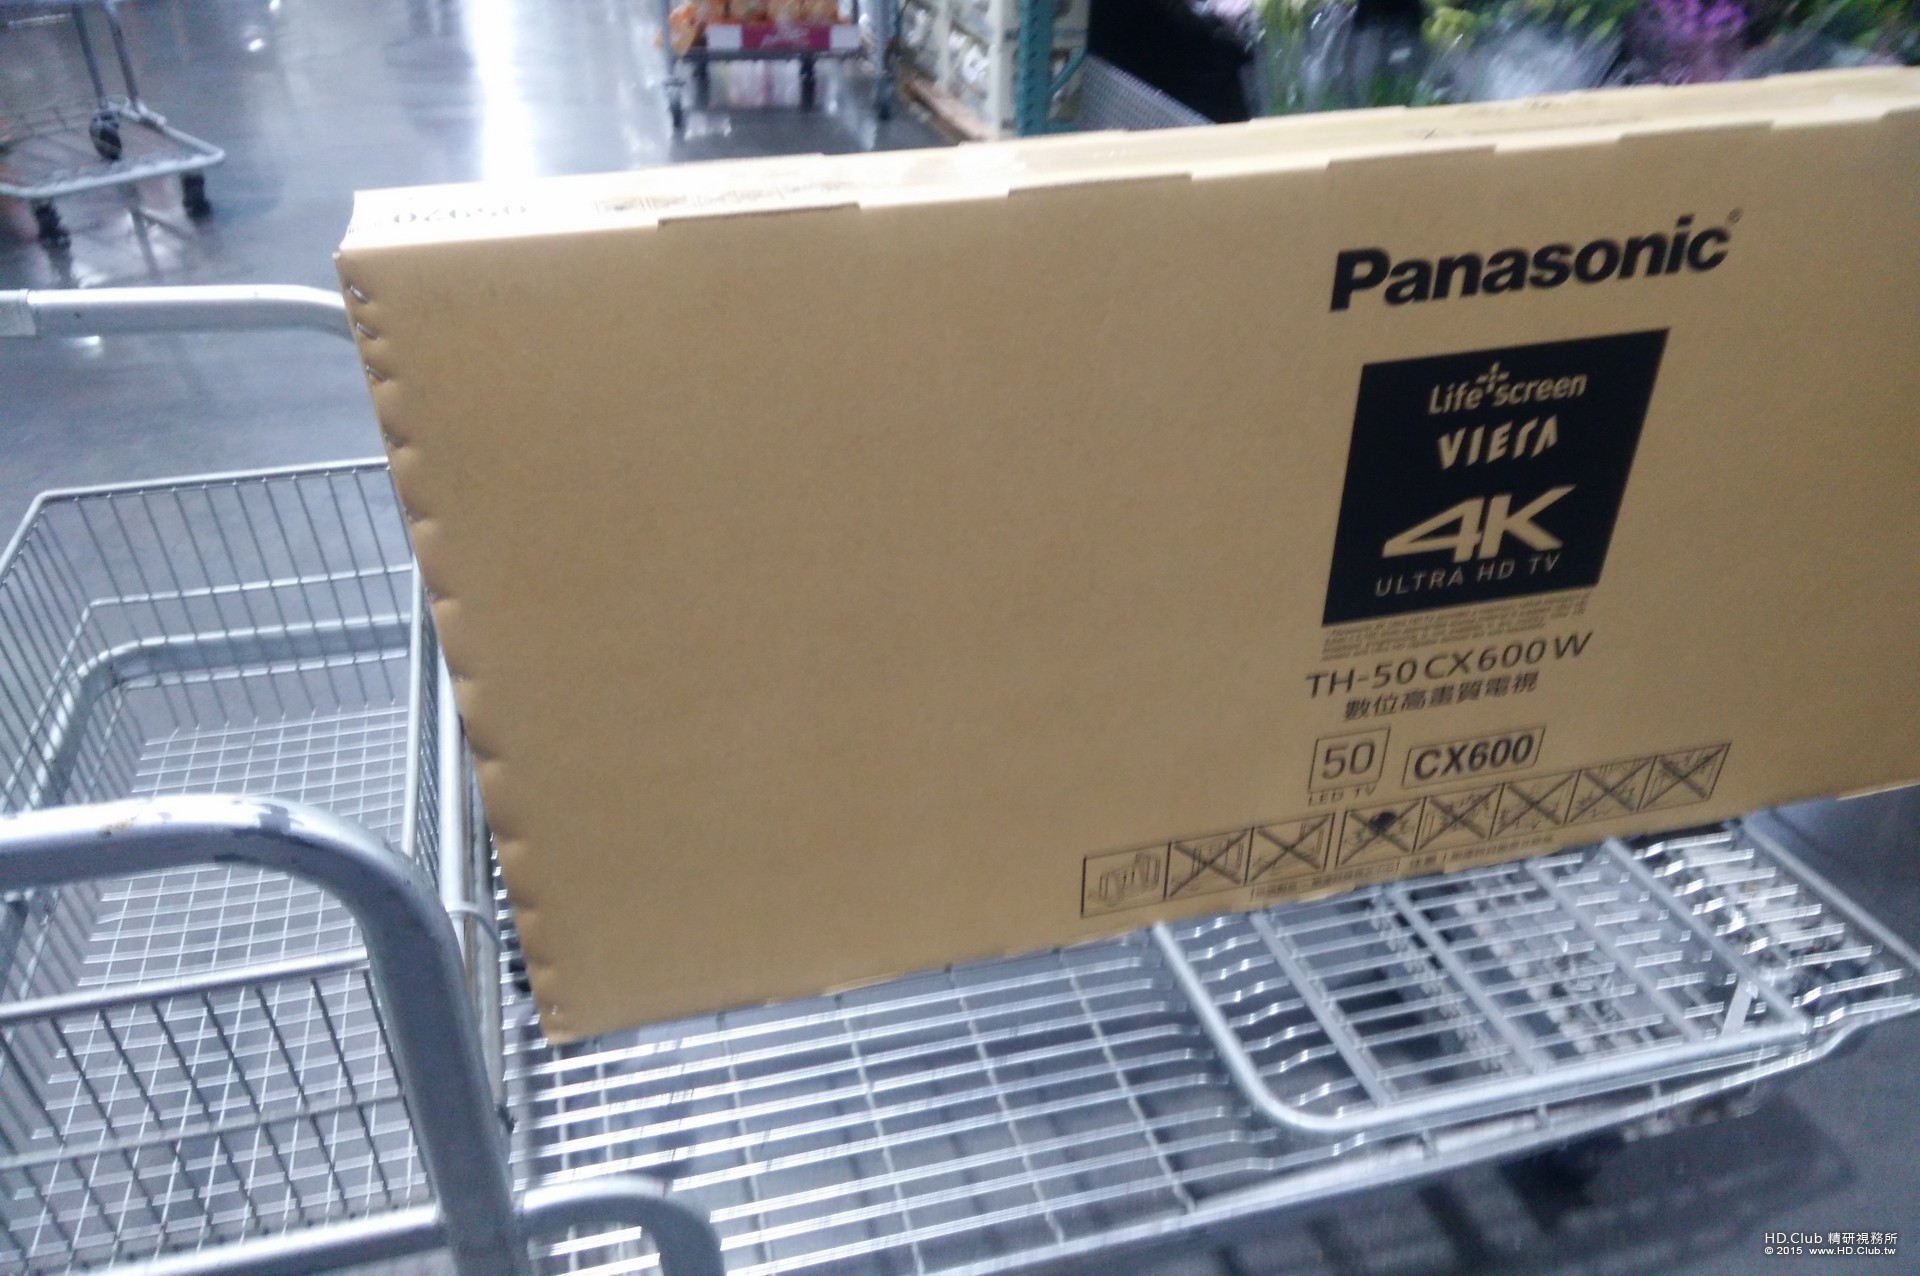 Panasonic®
Life+screen
VIERA
4K
ULTRA HD TV
TH-50CX600W
數位高畫質電視
50
CX600
LED TV
HD.Club 精研視務所
© 2015 www.HD.Club.tw